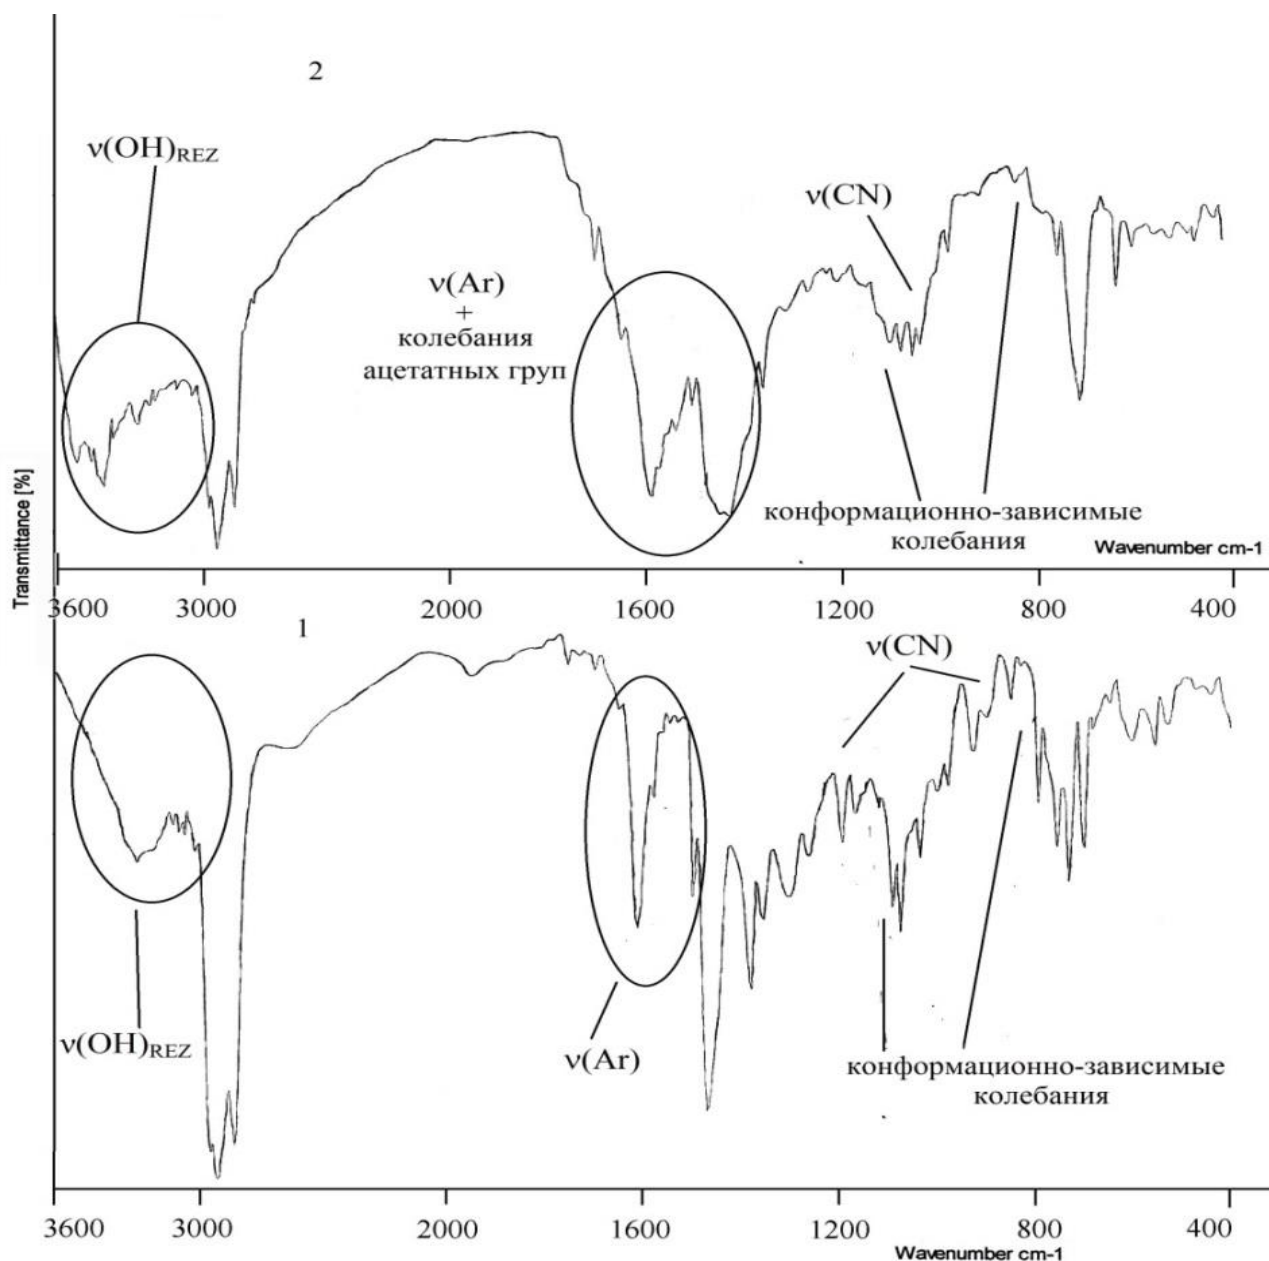 2
ν(OH)REZ
ν(CN)
ν(Ar)
+
колебания
ацетатных груп
конформационно-зависимые
колебания
Wavenumber cm-1
Transmittance [%]
3600 3000 2000 1600 1200 800 400
1
ν(CN)
ν(OH)REZ
ν(Ar)
конформационно-зависимые
колебания
3600 3000 2000 1600 1200 800 400
Wavenumber cm-1